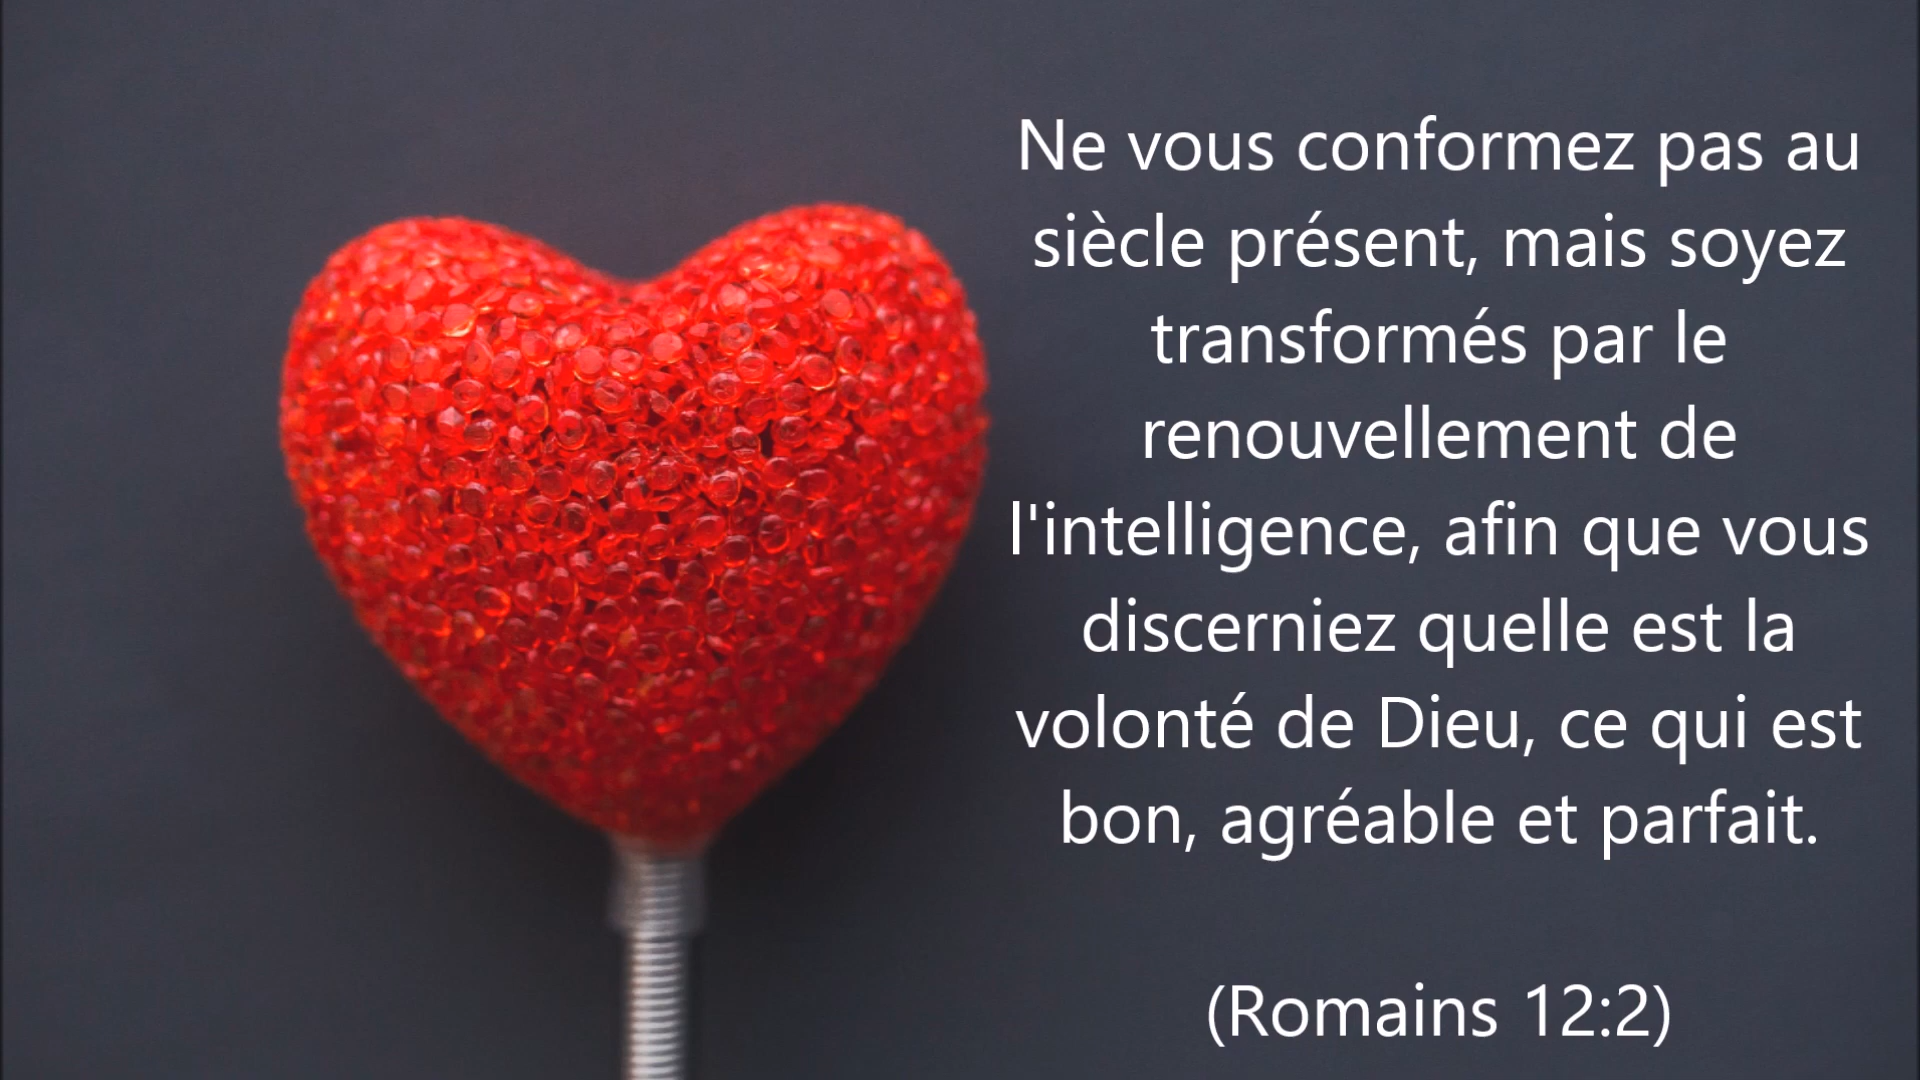 Ne vous conformez pas au
siècle présent, mais soyez
transformés par le
renouvellement de
l'intelligence, afin que vous
discerniez quelle est la
volonté de Dieu, ce qui est
bon, agréable et parfait.
(Romains 12:2)